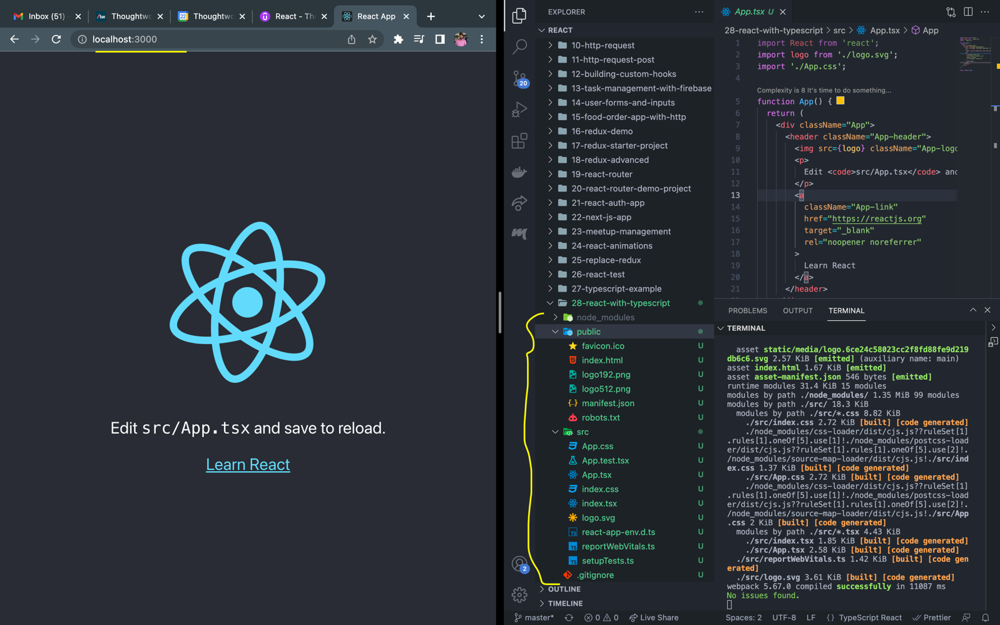 Inbox (51)
Thoughtwo
Thoughtwo
React - Th
React App
localhost:3000
Edit src/App.tsx and save to reload.
Learn React
20
2
EXPLORER
REACT
10-http-request
11-http-request-post
12-building-custom-hooks
13-task-management-with-firebase
14-user-forms-and-inputs
15-food-order-app-with-http
16-redux-demo
17-redux-starter-project
18-redux-advanced
19-react-router
20-react-router-demo-project
21-react-auth-app
22-next-js-app
23-meetup-management
24-react-animations
25-replace-redux
26-react-test
27-typescript-example
28-react-with-typescript
node_modules
public
favicon.ico U
index.html U
logo192.png U
logo512.png U
manifest.json U
robots.txt U
src
App.css U
App.test.tsx U
App.tsx U
index.css U
index.tsx U
logo.svg U
react-app-env.d.ts U
reportWebVitals.ts U
setupTests.ts U
.gitignore U
OUTLINE
TIMELINE
App.tsx U
28-react-with-typescript > src > App.tsx > App
1 import React from 'react';
2 import logo from './logo.svg';
3 import './App.css';
4
Complexity is 8 It's time to do something...
5 function App() {
6 return (
7 <div className="App">
8 <header className="App-header">
9 <img src={logo} className="App-logo
10 <p>
11 Edit <code>src/App.tsx</code> and
12 </p>
13 <a
14 className="App-link"
15 href="https://reactjs.org"
16 target="_blank"
17 rel="noopener noreferrer"
18 >
19 Learn React
20 </a>
21 </header>
PROBLEMS OUTPUT TERMINAL
TERMINAL
asset static/media/logo.6ce24c58023cc2f8fd88fe9d219
db6c6.svg 2.57 KiB [emitted] (auxiliary name: main)
asset index.html 1.67 KiB [emitted]
asset asset-manifest.json 546 bytes [emitted]
runtime modules 31.4 KiB 15 modules
modules by path ./node_modules/ 1.35 MiB 99 modules
modules by path ./src/ 18.3 KiB
modules by path ./src/*.css 8.82 KiB
./src/index.css 2.72 KiB [built] [code generated]
./node_modules/css-loader/dist/cjs.js??ruleSet[1]
.rules[1].oneOf[5].use[1]!./node_modules/postcss-load
er/dist/cjs.js??ruleSet[1].rules[1].oneOf[5].use[2]!.
/node_modules/source-map-loader/dist/cjs.js!./src/ind
ex.css 1.37 KiB [built] [code generated]
./src/App.css 2.72 KiB [built] [code generated]
./node_modules/css-loader/dist/cjs.js??ruleSet[1]
.rules[1].oneOf[5].use[1]!./node_modules/postcss-load
er/dist/cjs.js??ruleSet[1].rules[1].oneOf[5].use[2]!.
/node_modules/source-map-loader/dist/cjs.js!./src/App
.css 2 KiB [built] [code generated]
modules by path ./src/*.tsx 4.43 KiB
./src/index.tsx 1.85 KiB [built] [code generated]
./src/App.tsx 2.58 KiB [built] [code generated]
./src/reportWebVitals.ts 1.42 KiB [built] [code gen
erated]
./src/logo.svg 3.61 KiB [built] [code generated]
webpack 5.67.0 compiled successfully in 11087 ms
No issues found.
master* 0 0 Live Share Spaces: 2 UTF-8 LF {} TypeScript React Prettier